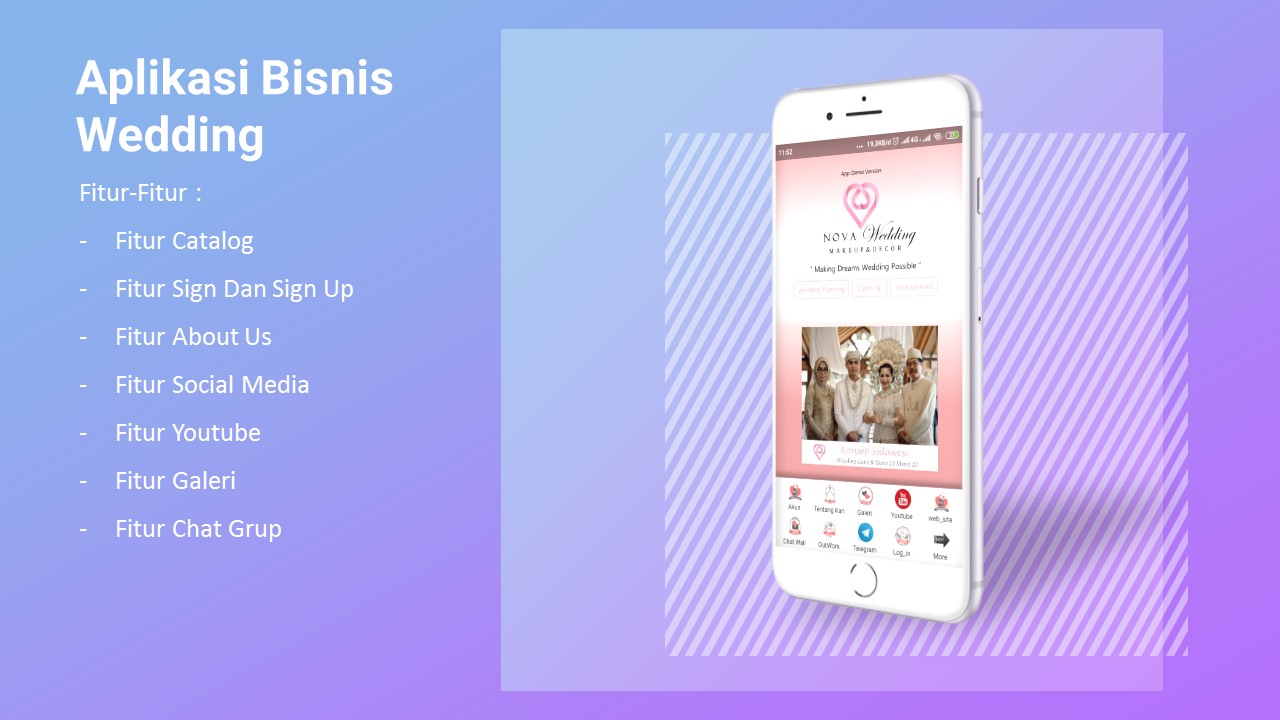 Aplikasi Bisnis
Wedding
Fitur-Fitur :
- Fitur Catalog
- Fitur Sign Dan Sign Up
- Fitur About Us
- Fitur Social Media
- Fitur Youtube
- Fitur Galeri
- Fitur Chat Grup
11:52 ... 19,3KB/d 4G
App Demo Version
NOVA Wedding
MAKEUP&DECOR
" Making Dreams Wedding Possible "
Wedding Planning Catering Entertainment
Konsep Sulawesi
Akun Tentang Kan Galeri Youtube web_site
Chat Wali OutWork Telegram Log_in More